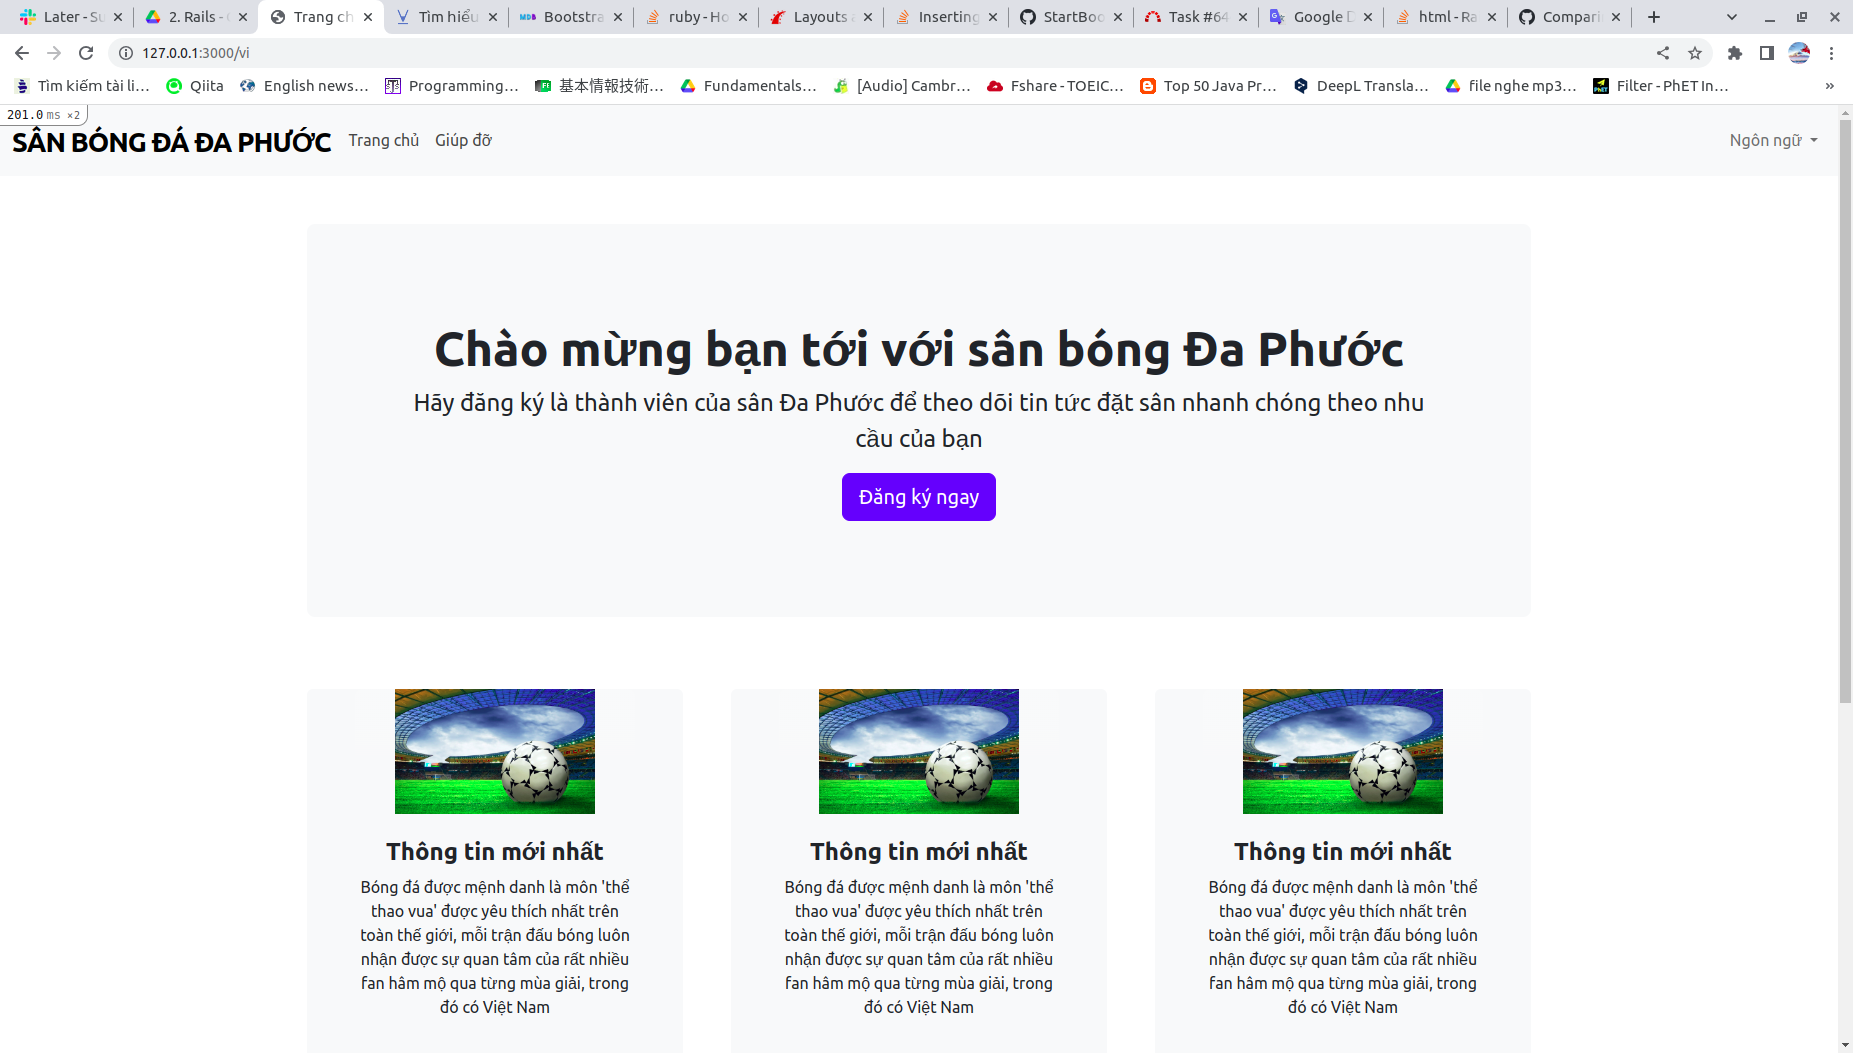 Later - Su
2. Rails -
Trang ch
Tìm hiểu
Bootstra
ruby - Ho
Layouts
Inserting
StartBoo
Task #64
Google D
html - Ra
Compari
127.0.0.1:3000/vi
Tìm kiếm tài li...
Qiita
English news...
Programming...
基本情報技術...
Fundamentals...
[Audio] Cambr...
Fshare - TOEIC...
Top 50 Java Pr...
DeepL Transla...
file nghe mp3...
Filter - PhET In...
»
201.0 ms ×2
SÂN BÓNG ĐÁ ĐA PHƯỚC
Trang chủ
Giúp đỡ
Ngôn ngữ
Chào mừng bạn tới với sân bóng Đa Phước
Hãy đăng ký là thành viên của sân Đa Phước để theo dõi tin tức đặt sân nhanh chóng theo nhu
cầu của bạn
Đăng ký ngay
Thông tin mới nhất
Bóng đá được mệnh danh là môn 'thể
thao vua' được yêu thích nhất trên
toàn thế giới, mỗi trận đấu bóng luôn
nhận được sự quan tâm của rất nhiều
fan hâm mộ qua từng mùa giải, trong
đó có Việt Nam
Thông tin mới nhất
Bóng đá được mệnh danh là môn 'thể
thao vua' được yêu thích nhất trên
toàn thế giới, mỗi trận đấu bóng luôn
nhận được sự quan tâm của rất nhiều
fan hâm mộ qua từng mùa giải, trong
đó có Việt Nam
Thông tin mới nhất
Bóng đá được mệnh danh là môn 'thể
thao vua' được yêu thích nhất trên
toàn thế giới, mỗi trận đấu bóng luôn
nhận được sự quan tâm của rất nhiều
fan hâm mộ qua từng mùa giải, trong
đó có Việt Nam